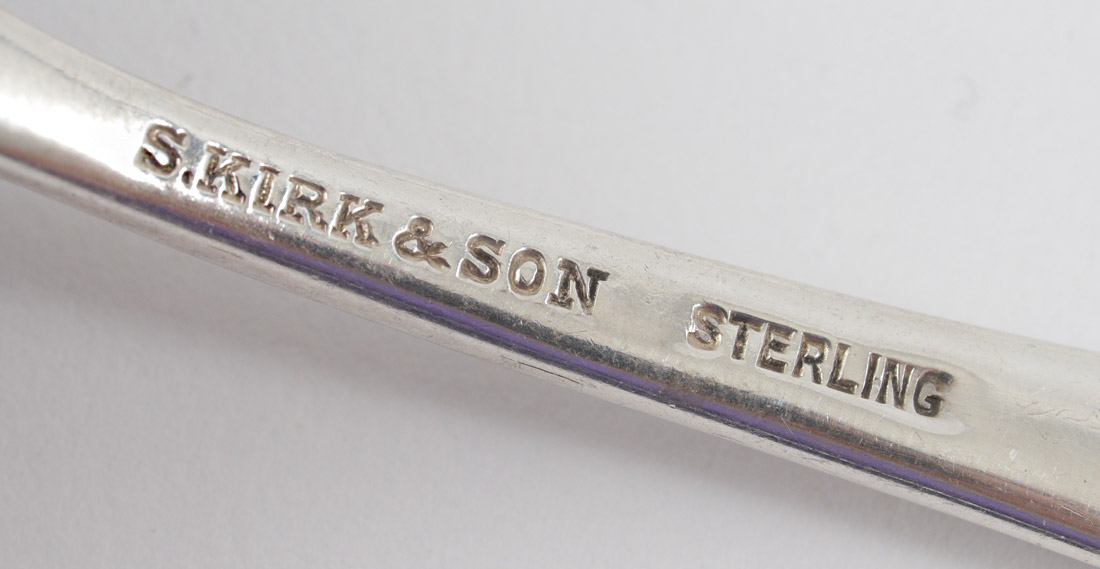 S.KIRK & SON STERLING